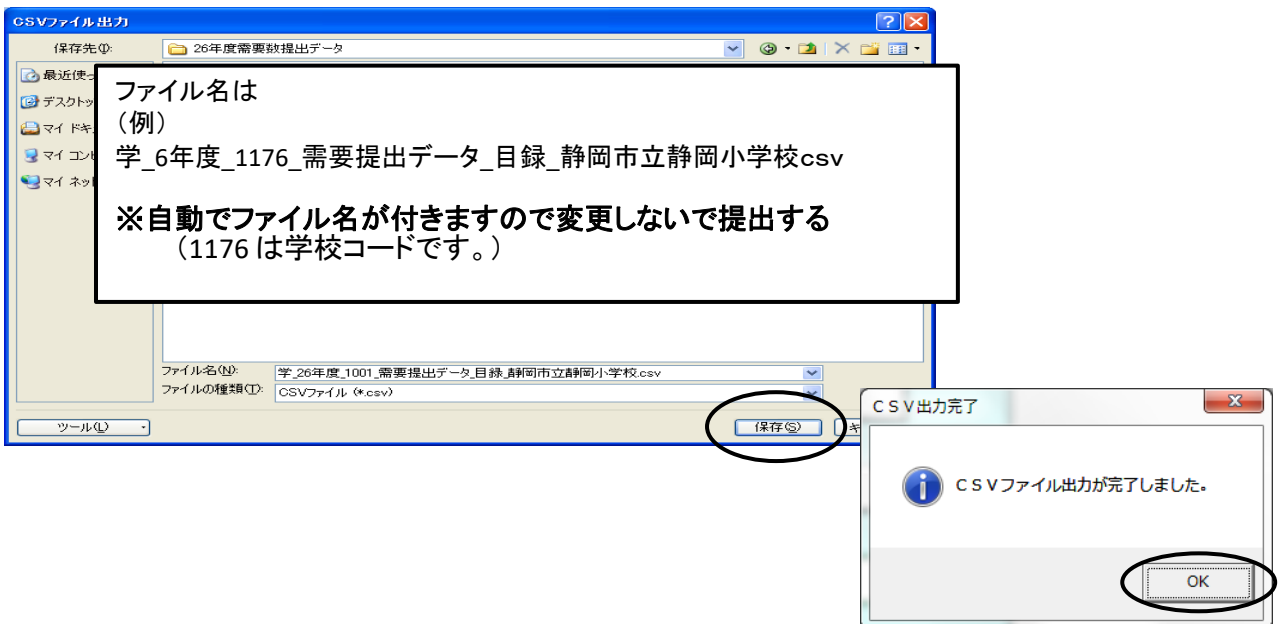 CSVファイル出力
保存先(I):
26年度需要数提出データ
最近使っ
デスクトッ
マイ ドキ
マイ コンピ
マイ ネッ
ファイル名は
（例）
学_6年度_1176_需要提出データ_目録_静岡市立静岡小学校csv
※自動でファイル名が付きますので変更しないで提出する
（1176 は学校コードです。）
ファイル名(N):
学_26年度_1001_需要提出データ_目録_静岡市立静岡小学校.csv
ファイルの種類(T):
CSVファイル (*.csv)
ツール(L)
保存(S)
キ
ＣＳＶ出力完了
ＣＳＶファイル出力が完了しました。
OK